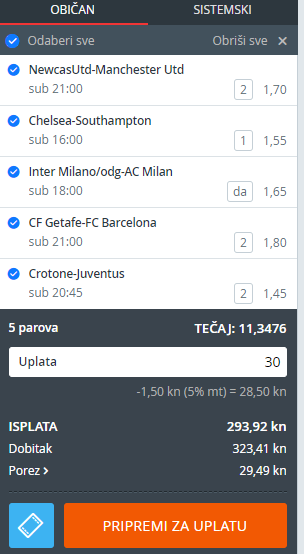 OBIČAN SISTEMSKI
Odaberi sve Obriši sve ×
NewcasUtd-Manchester Utd
sub 21:00 2 1,70
Chelsea-Southampton
sub 16:00 1 1,55
Inter Milano/odg-AC Milan
sub 18:00 da 1,65
CF Getafe-FC Barcelona
sub 21:00 2 1,80
Crotone-Juventus
sub 20:45 2 1,45
5 parova TEČAJ: 11,3476
Uplata 30
-1,50 kn (5% mt) = 28,50 kn
ISPLATA 293,92 kn
Dobitak 323,41 kn
Porez > 29,49 kn
PRIPREMI ZA UPLATU